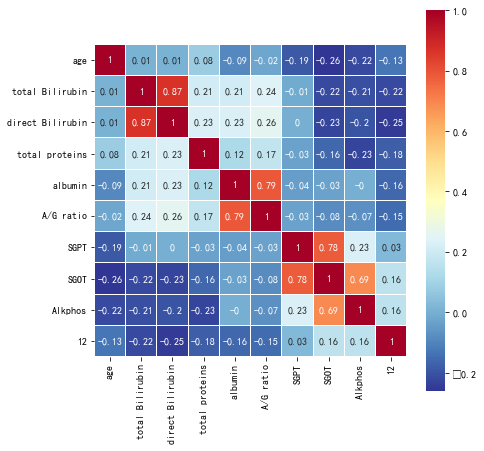 age 1 0.01 0.01 0.08 −0.09 −0.02 −0.19 −0.26 −0.22 −0.13
total Bilirubin 0.01 1 0.87 0.21 0.21 0.24 −0.01 −0.22 −0.21 −0.22
direct Bilirubin 0.01 0.87 1 0.23 0.23 0.26 0 −0.23 −0.2 −0.25
total proteins 0.08 0.21 0.23 1 0.12 0.17 −0.03 −0.16 −0.23 −0.18
albumin −0.09 0.21 0.23 0.12 1 0.79 −0.04 −0.03 −0 −0.16
A/G ratio −0.02 0.24 0.26 0.17 0.79 1 −0.03 −0.08 −0.07 −0.15
SGPT −0.19 −0.01 0 −0.03 −0.04 −0.03 1 0.78 0.23 0.03
SGOT −0.26 −0.22 −0.23 −0.16 −0.03 −0.08 0.78 1 0.69 0.16
Alkphos −0.22 −0.21 −0.2 −0.23 −0 −0.07 0.23 0.69 1 0.16
12 −0.13 −0.22 −0.25 −0.18 −0.16 −0.15 0.03 0.16 0.16 1
age total Bilirubin direct Bilirubin total proteins albumin A/G ratio SGPT SGOT Alkphos 12
1.0
0.8
0.6
0.4
0.2
0.0
□0.2